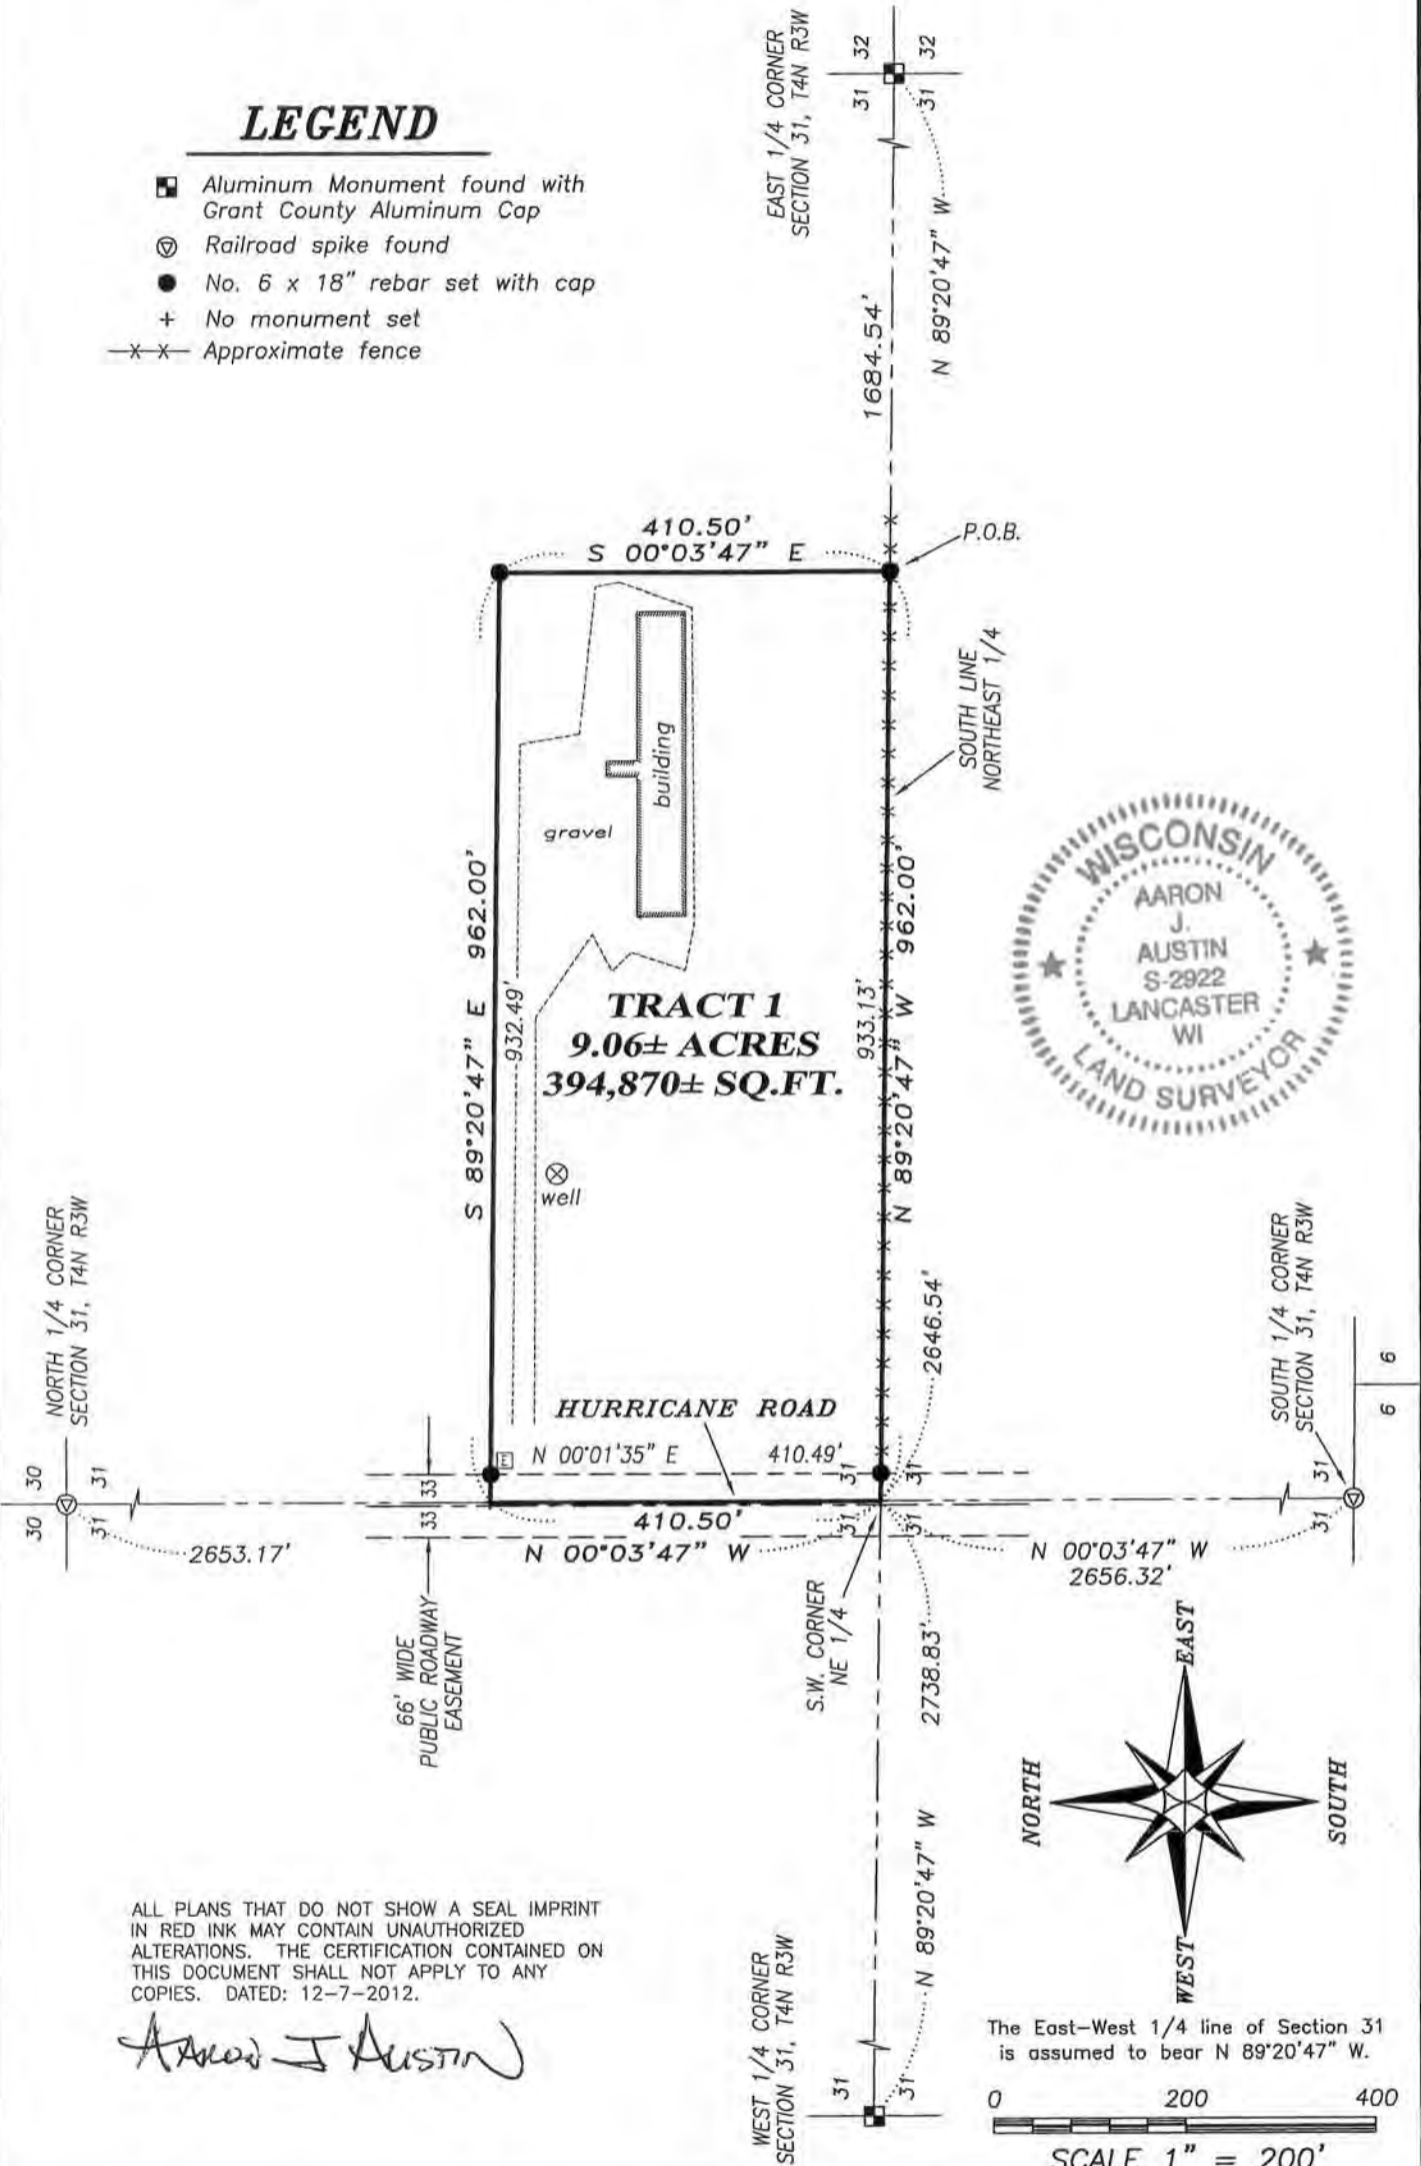 LEGEND
Aluminum Monument found with
Grant County Aluminum Cap
Railroad spike found
No. 6 x 18" rebar set with cap
+ No monument set
—x—x— Approximate fence
EAST 1/4 CORNER
SECTION 31, T4N R3W
31 32
31 32
N 89°20'47" W
1684.54'
410.50'
S 00°03'47" E
P.O.B.
SOUTH LINE
NORTHEAST 1/4
building
gravel
S 89°20'47" E 962.00'
932.49'
TRACT 1
9.06± ACRES
394,870± SQ.FT.
933.13'
N 89°20'47" W 962.00'
WISCONSIN
AARON
J.
AUSTIN
S-2922
LANCASTER
WI
LAND SURVEYOR
well
NORTH 1/4 CORNER
SECTION 31, T4N R3W
2646.54'
SOUTH 1/4 CORNER
SECTION 31, T4N R3W
6
6
HURRICANE ROAD
E
N 00°01'35" E 410.49'
30 31
30 31
33
33
31 31
31 31
31
31
410.50'
N 00°03'47" W
2653.17'
N 00°03'47" W
2656.32'
66' WIDE
PUBLIC ROADWAY
EASEMENT
S.W. CORNER
NE 1/4
2738.83'
EAST
NORTH
SOUTH
WEST
N 89°20'47" W
ALL PLANS THAT DO NOT SHOW A SEAL IMPRINT
IN RED INK MAY CONTAIN UNAUTHORIZED
ALTERATIONS. THE CERTIFICATION CONTAINED ON
THIS DOCUMENT SHALL NOT APPLY TO ANY
COPIES. DATED: 12-7-2012.
AARON J AUSTIN
WEST 1/4 CORNER
SECTION 31, T4N R3W
31
31
The East-West 1/4 line of Section 31
is assumed to bear N 89°20'47" W.
0 200 400
SCALE 1" = 200'